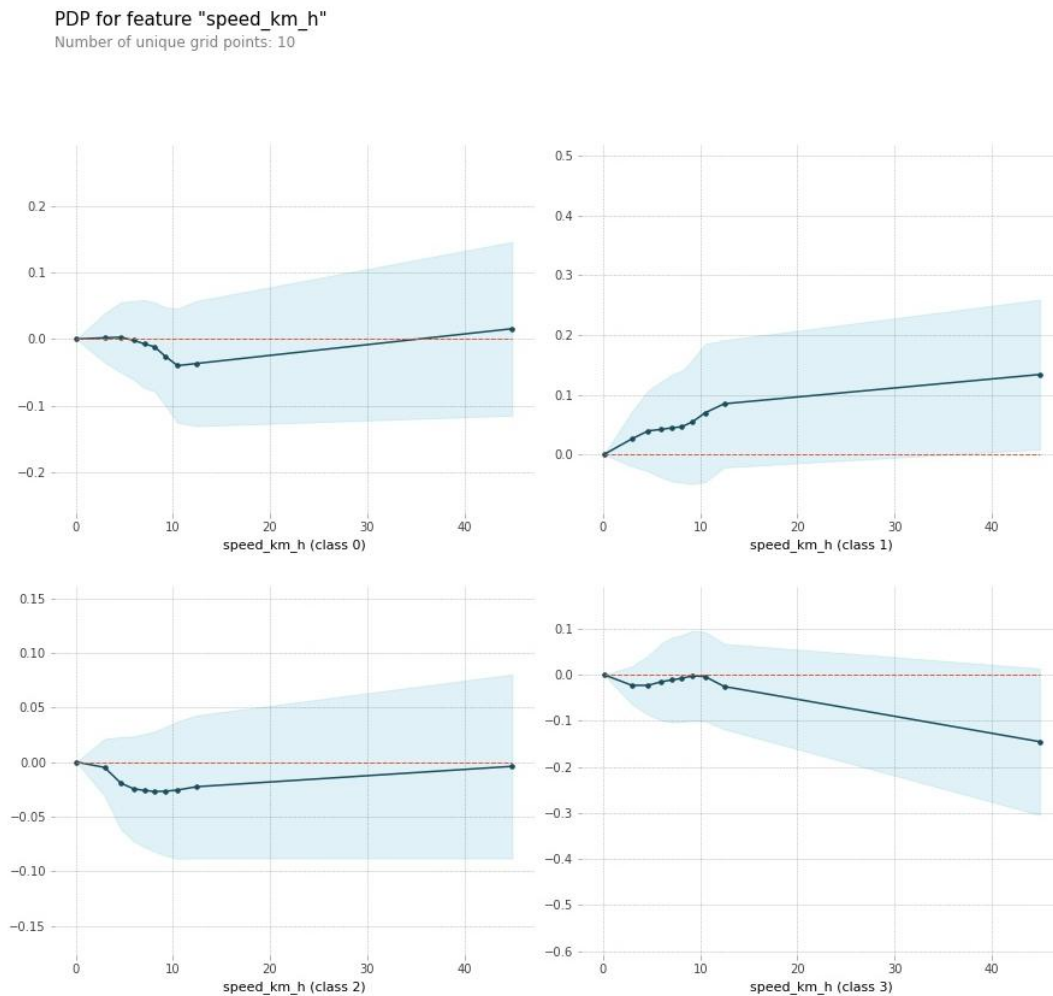 PDP for feature "speed_km_h"
Number of unique grid points: 10
0.2
0.1
0.0
−0.1
−0.2
0 10 20 30 40
speed_km_h (class 0)
0.5
0.4
0.3
0.2
0.1
0.0
0 10 20 30 40
speed_km_h (class 1)
0.15
0.10
0.05
0.00
−0.05
−0.10
−0.15
0 10 20 30 40
speed_km_h (class 2)
0.1
0.0
−0.1
−0.2
−0.3
−0.4
−0.5
−0.6
0 10 20 30 40
speed_km_h (class 3)